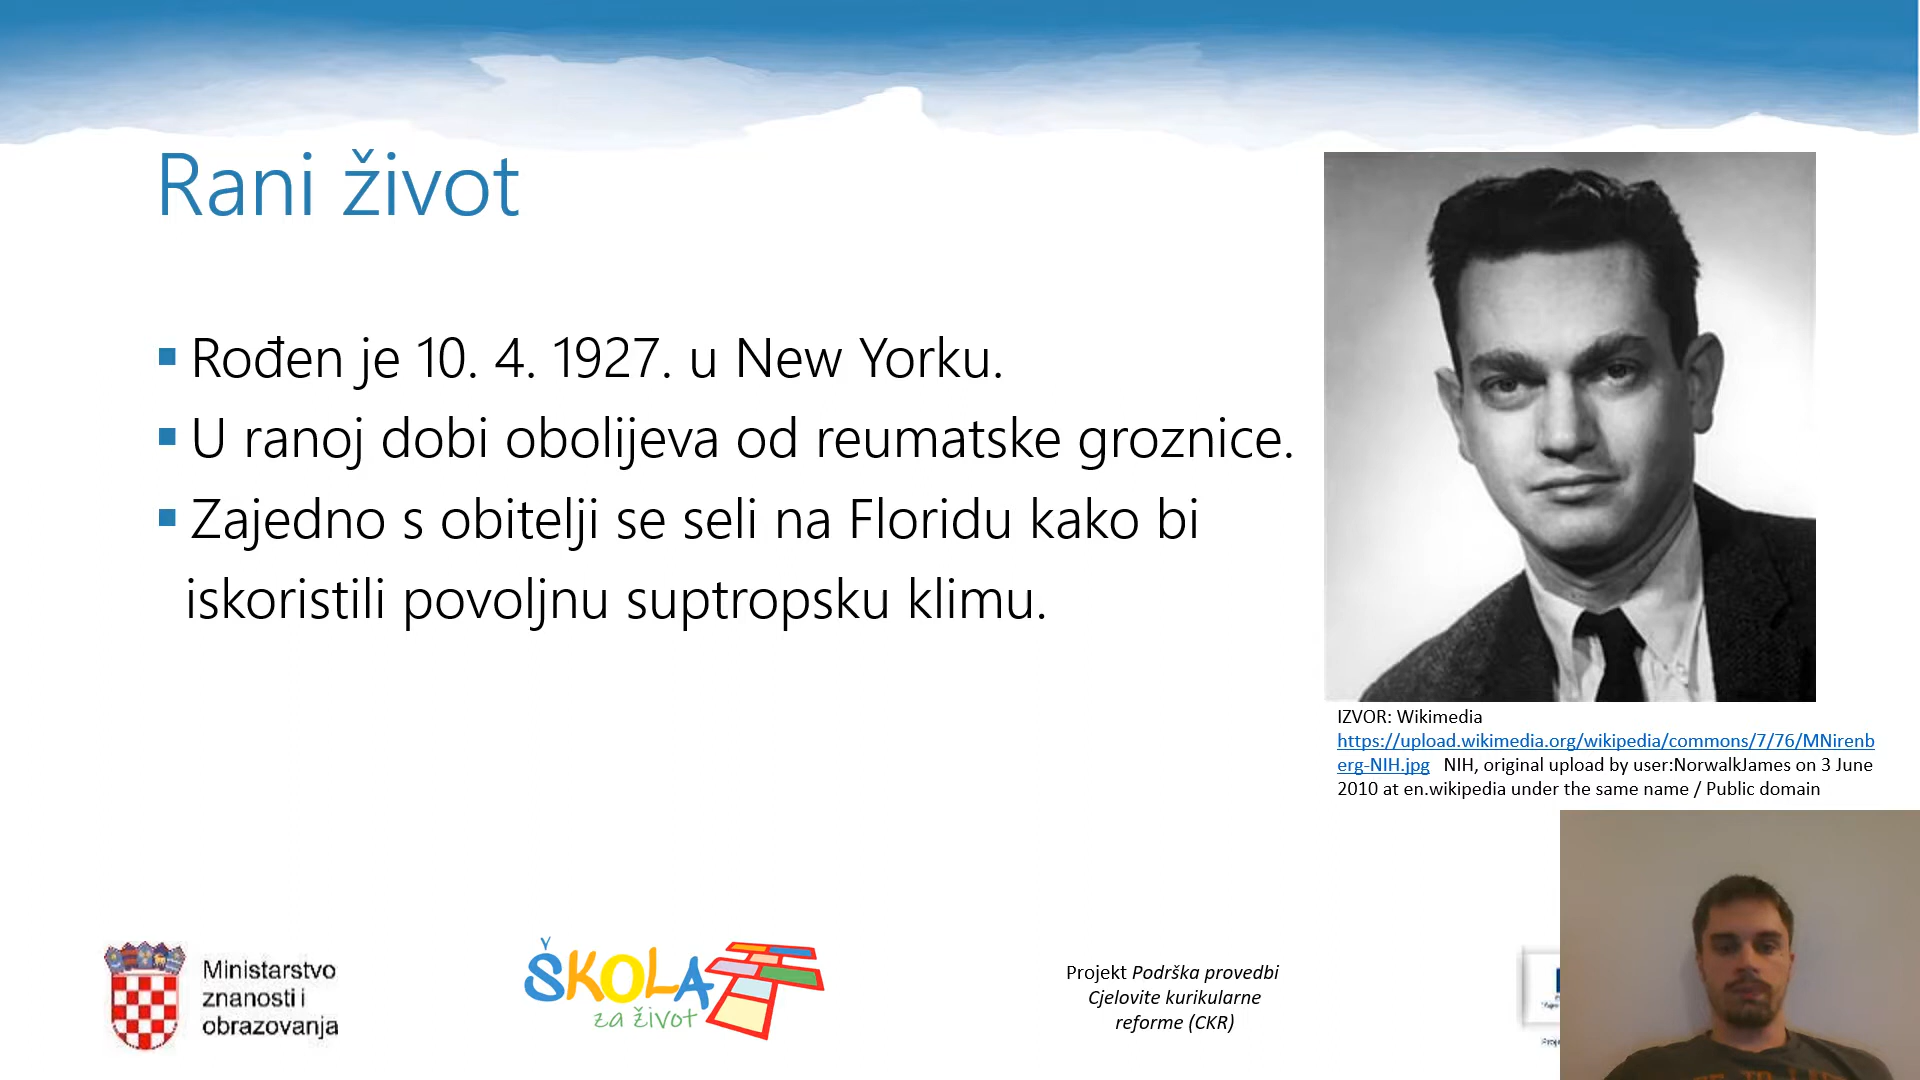 Rani život
▪ Rođen je 10. 4. 1927. u New Yorku.
▪ U ranoj dobi obolijeva od reumatske groznice.
▪ Zajedno s obitelji se seli na Floridu kako bi
iskoristili povoljnu suptropsku klimu.
IZVOR: Wikimedia
https://upload.wikimedia.org/wikipedia/commons/7/76/MNirenb
erg-NIH.jpg NIH, original upload by user:NorwalkJames on 3 June
2010 at en.wikipedia under the same name / Public domain
Ministarstvo
znanosti i
obrazovanja
ŠKOLA
za život
Projekt Podrška provedbi
Cjelovite kurikularne
reforme (CKR)